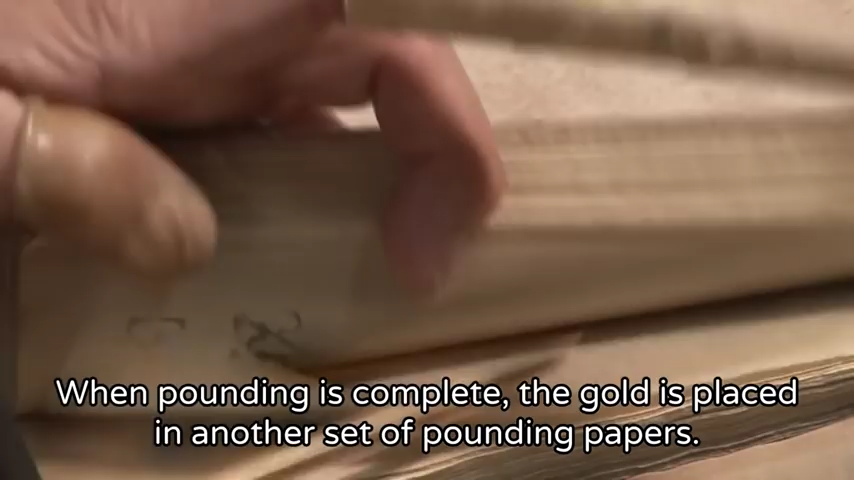 When pounding is complete, the gold is placed
in another set of pounding papers.